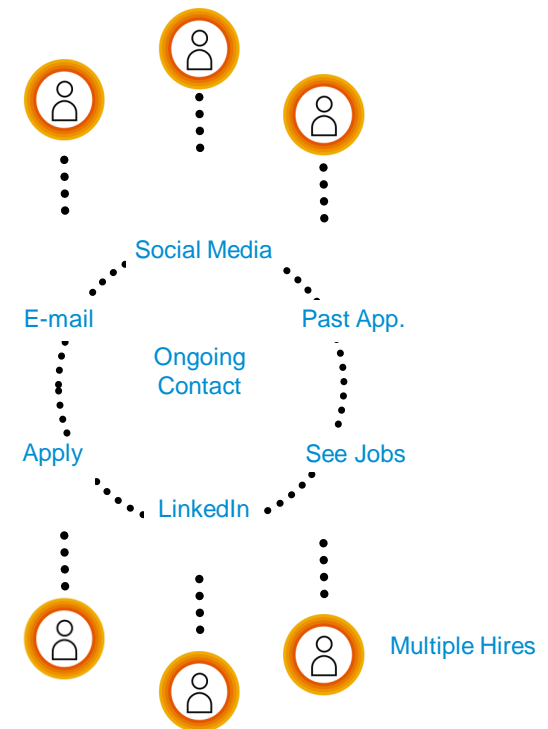 Social Media
E-mail
Past App.
Ongoing
Contact
Apply
See Jobs
LinkedIn
Multiple Hires